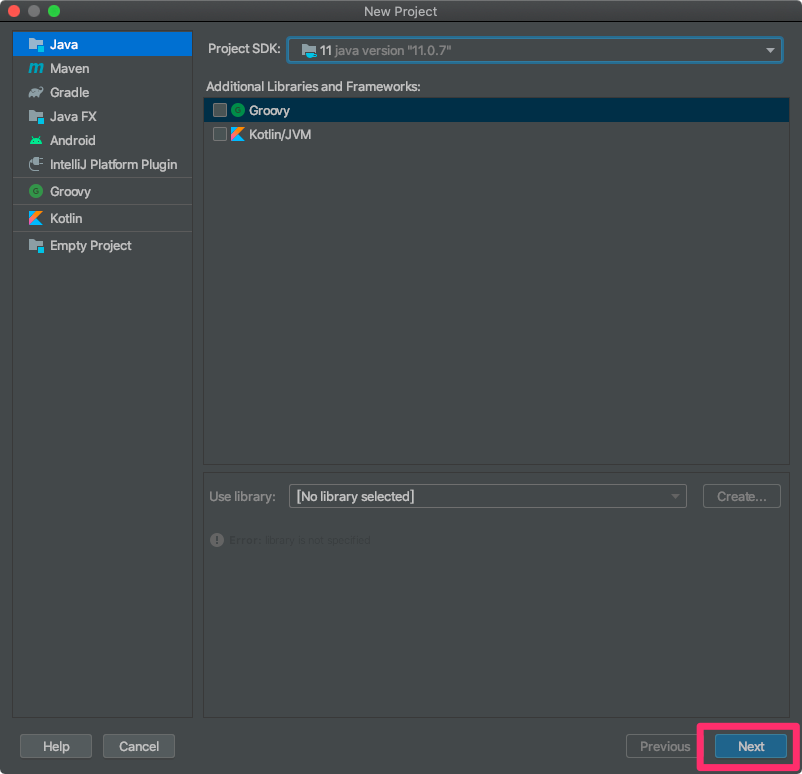 New Project
Java
Maven
Gradle
Java FX
Android
IntelliJ Platform Plugin
Groovy
Kotlin
Empty Project
Project SDK: 11 java version "11.0.7"
Additional Libraries and Frameworks:
Groovy
Kotlin/JVM
Use library: [No library selected] Create...
Error: library is not specified
Help Cancel Previous Next